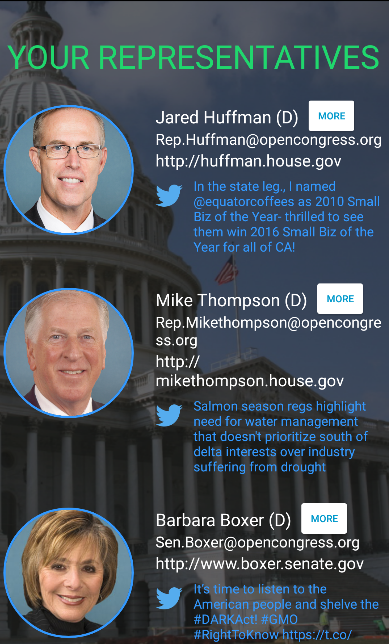 YOUR REPRESENTATIVES
Jared Huffman (D) MORE
Rep.Huffman@opencongress.org
http://huffman.house.gov
In the state leg., I named
@equatorcoffees as 2010 Small
Biz of the Year- thrilled to see
them win 2016 Small Biz of the
Year for all of CA!
Mike Thompson (D) MORE
Rep.Mikethompson@opencongre
ss.org
http://
mikethompson.house.gov
Salmon season regs highlight
need for water management
that doesn't prioritize south of
delta interests over industry
suffering from drought
Barbara Boxer (D) MORE
Sen.Boxer@opencongress.org
http://www.boxer.senate.gov
It's time to listen to the
American people and shelve the
#DARKAct! #GMO
#RightToKnow https://t.co/